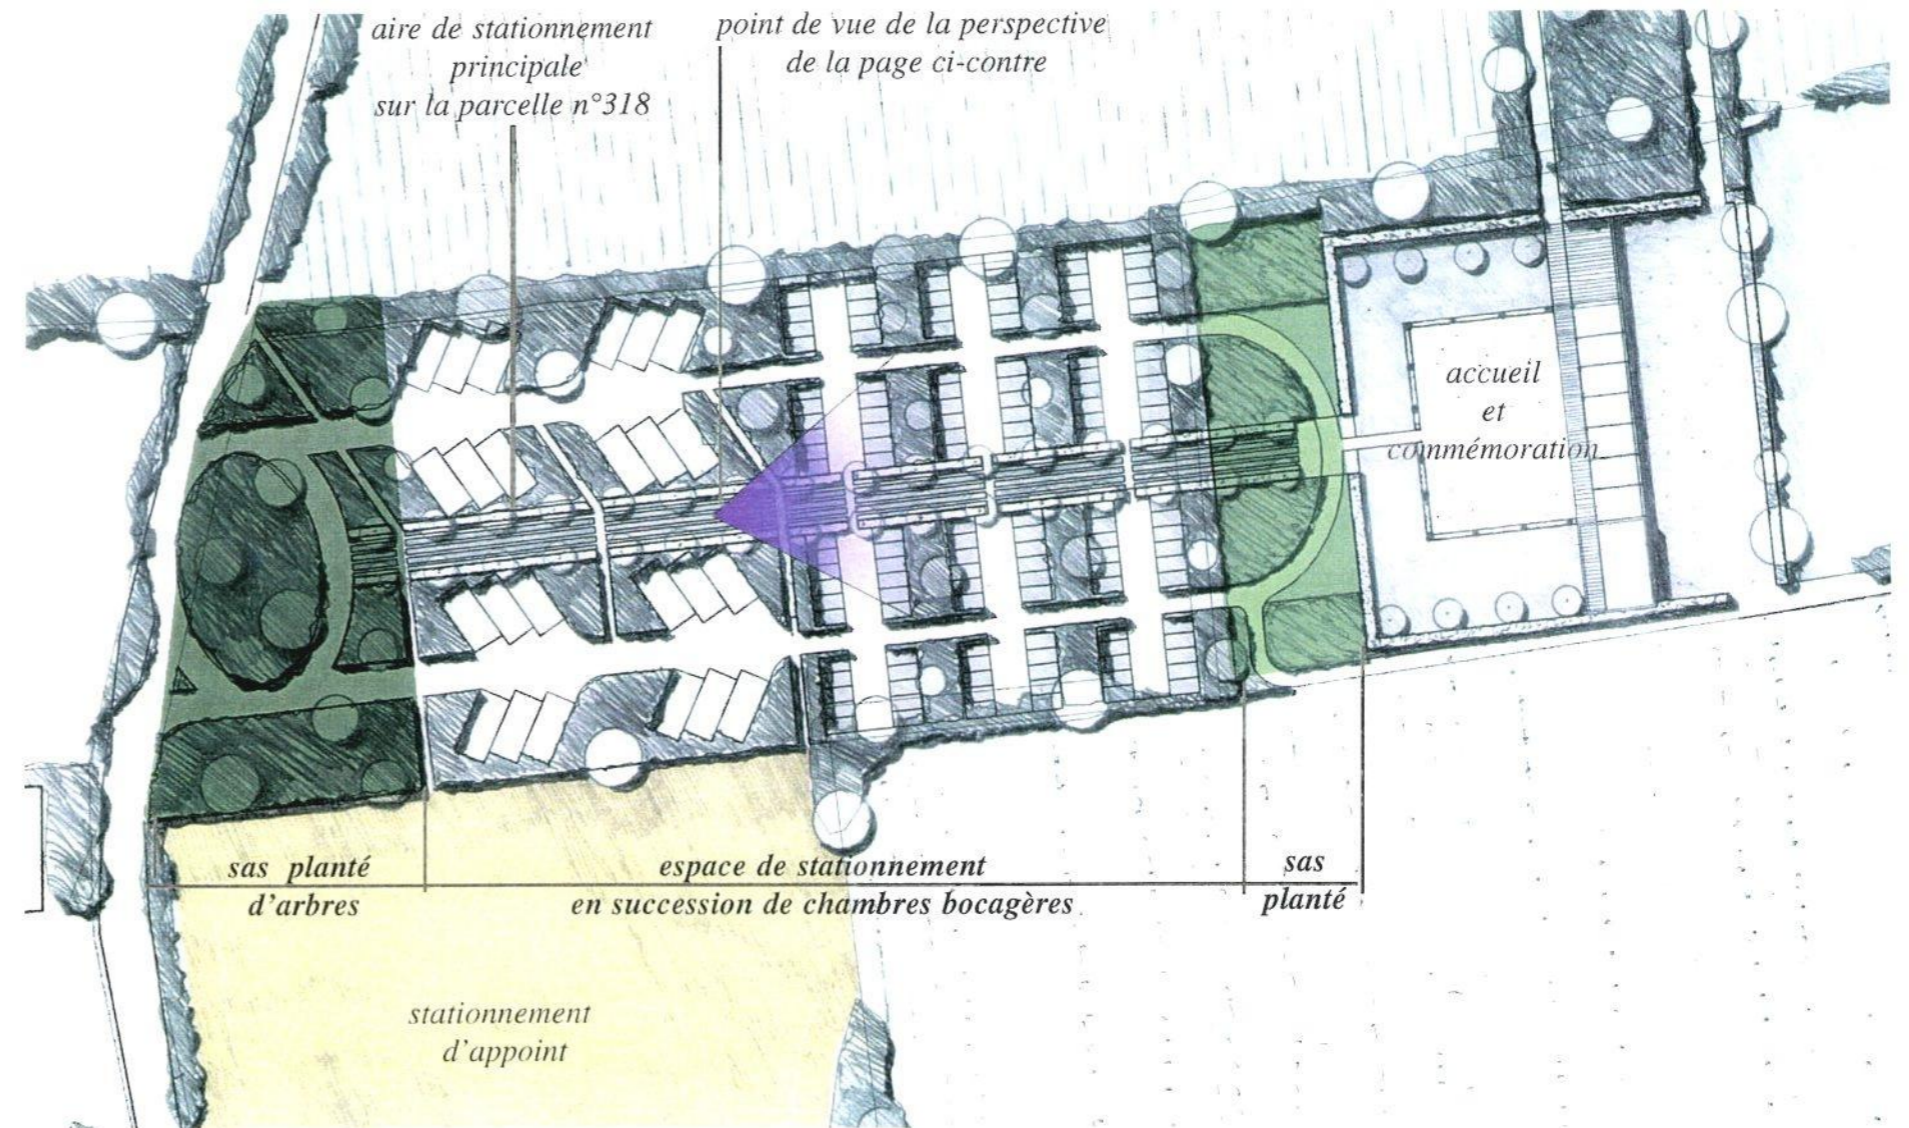 aire de stationnement
principale
sur la parcelle n°318
point de vue de la perspective
de la page ci-contre
accueil
et
commémoration
sas planté
d'arbres
espace de stationnement
en succession de chambres bocagères
sas
planté
stationnement
d'appoint